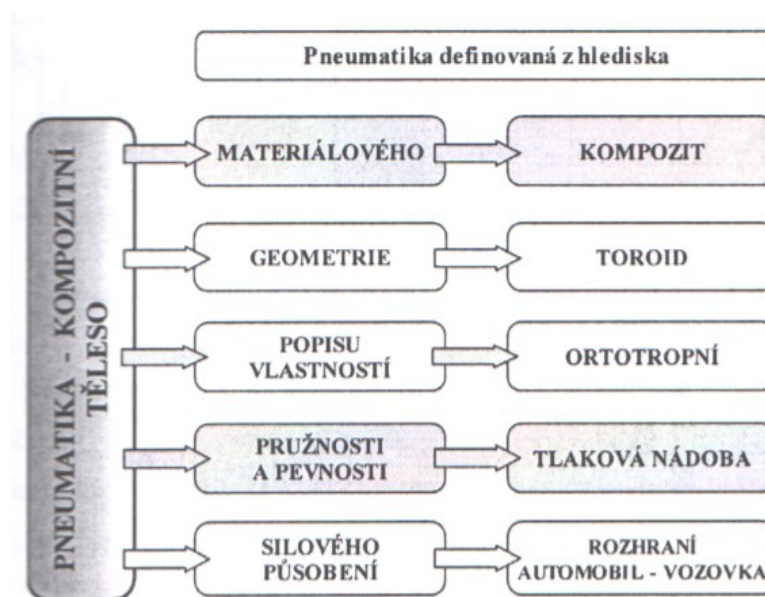 Pneumatika definovaná z hlediska
PNEUMATIKA - KOMPOZITNÍ
TĚLESO
MATERIÁLOVÉHO
KOMPOZIT
GEOMETRIE
TOROID
POPISU
VLASTNOSTÍ
ORTOTROPNÍ
PRUŽNOSTI
A PEVNOSTI
TLAKOVÁ NÁDOBA
SILOVÉHO
PŮSOBENÍ
ROZHRANÍ
AUTOMOBIL - VOZOVKA